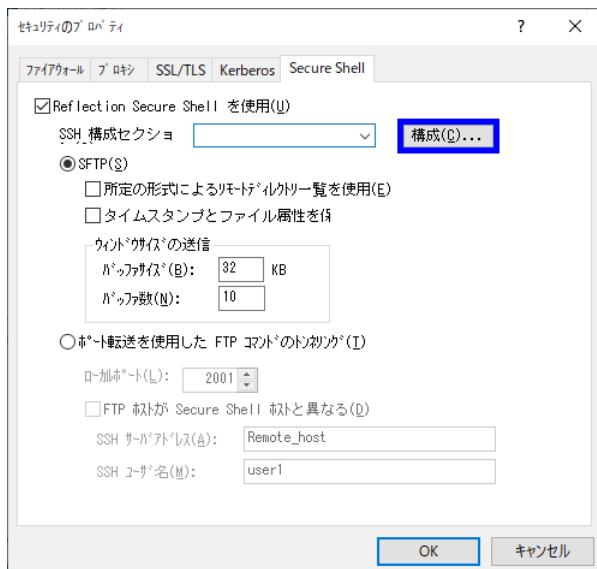 セキュリティのプロパティ
? ×
ファイアウォール プロキシ SSL/TLS Kerberos Secure Shell
Reflection Secure Shell を使用(U)
SSH 構成セクショ 構成(C)...
SFTP(S)
所定の形式によるリモートディレクトリ一覧を使用(E)
タイムスタンプとファイル属性を保
ウィンドウサイズの送信
バッファサイズ(B): 32 KB
バッファ数(N): 10
ポート転送を使用した FTP コマンドのトンネリング(T)
ローカルポート(L): 2001
FTP ホストが Secure Shell ホストと異なる(D)
SSH サーバアドレス(A): Remote_host
SSH ユーザ名(M): user1
OK キャンセル